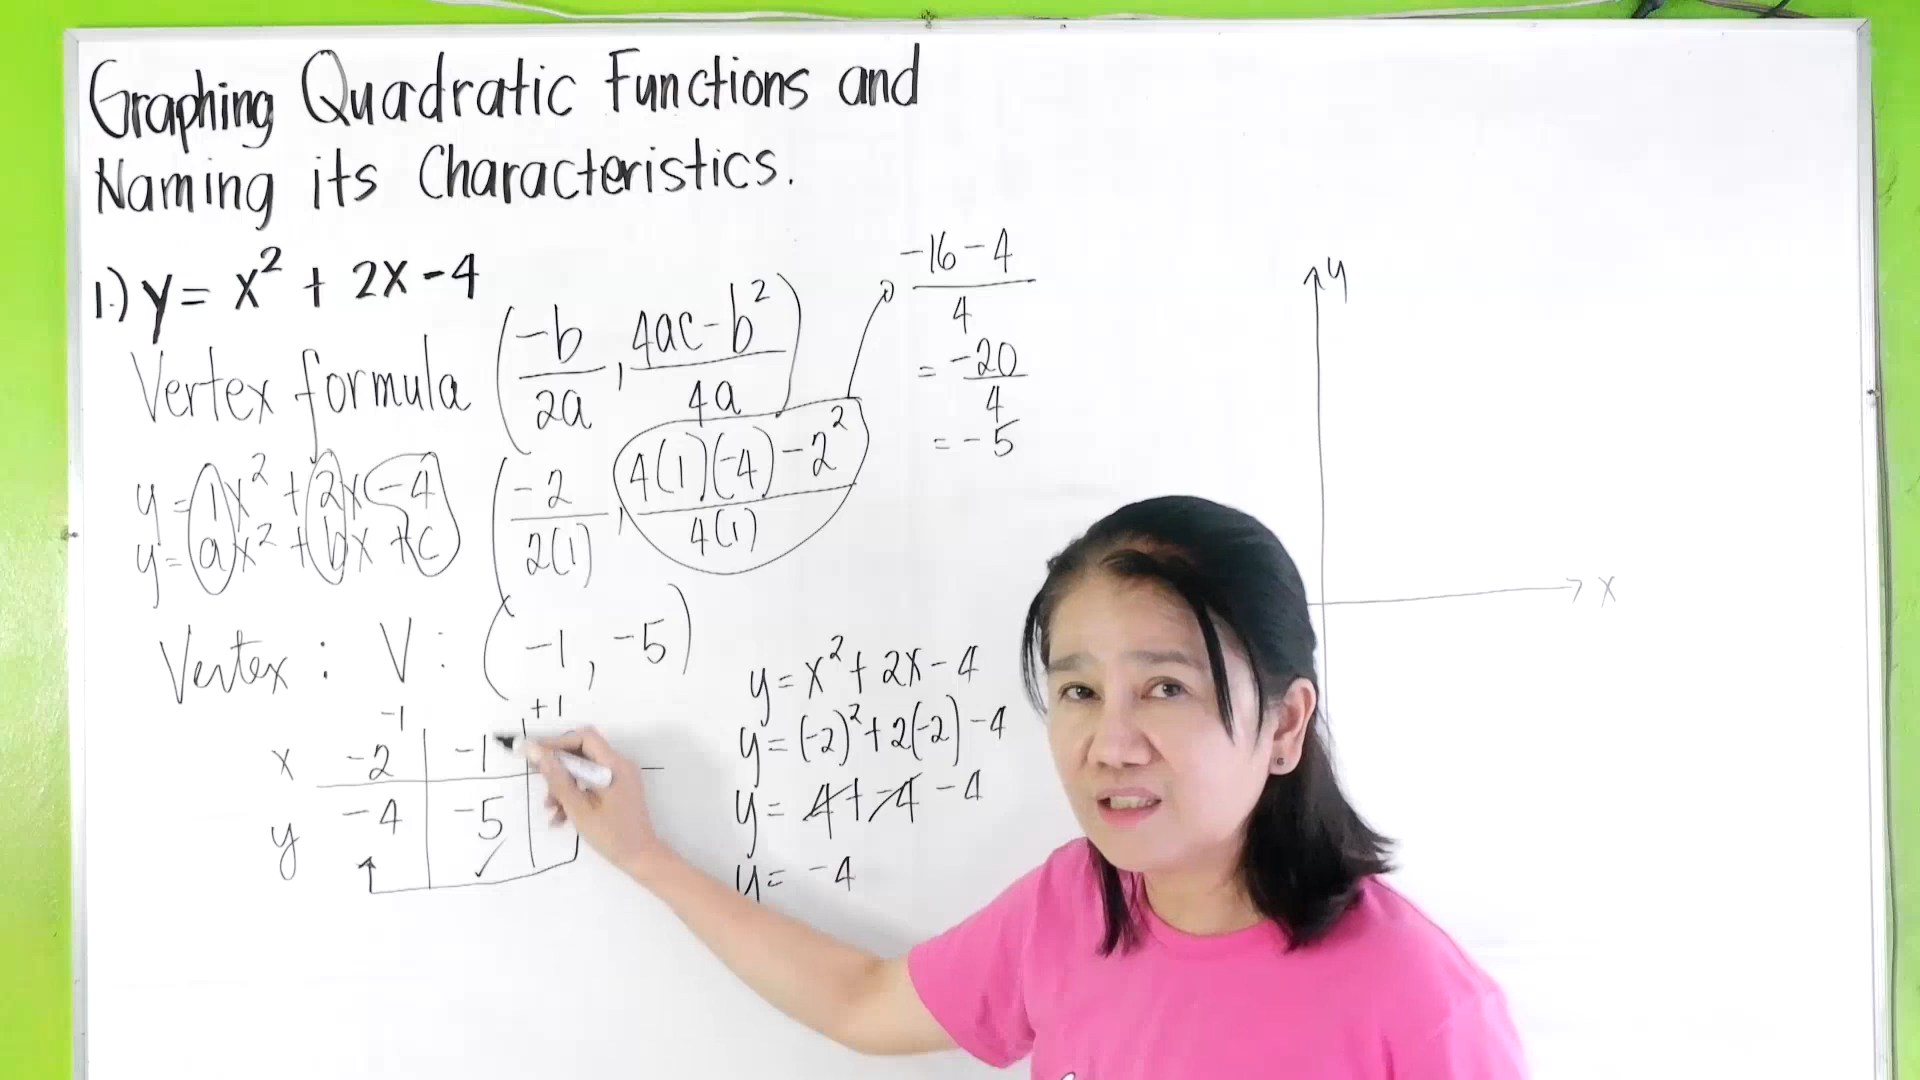 Graphing Quadratic Functions and
Naming its Characteristics.
1.) y = x² + 2x - 4
Vertex formula (-b/2a, 4ac-b²/4a)
y = 1x² + 2x - 4
y = ax² + bx + c
(-2/2(1), 4(1)(-4) - 2²/4(1))
-16 - 4/4
= -20/4
= -5
Vertex: V: (-1, -5)
-1 +1
x -2 -1
y -4 -5
y = x² + 2x - 4
y = (-2)² + 2(-2) - 4
y = 4 + -4 - 4
y = -4
y
x